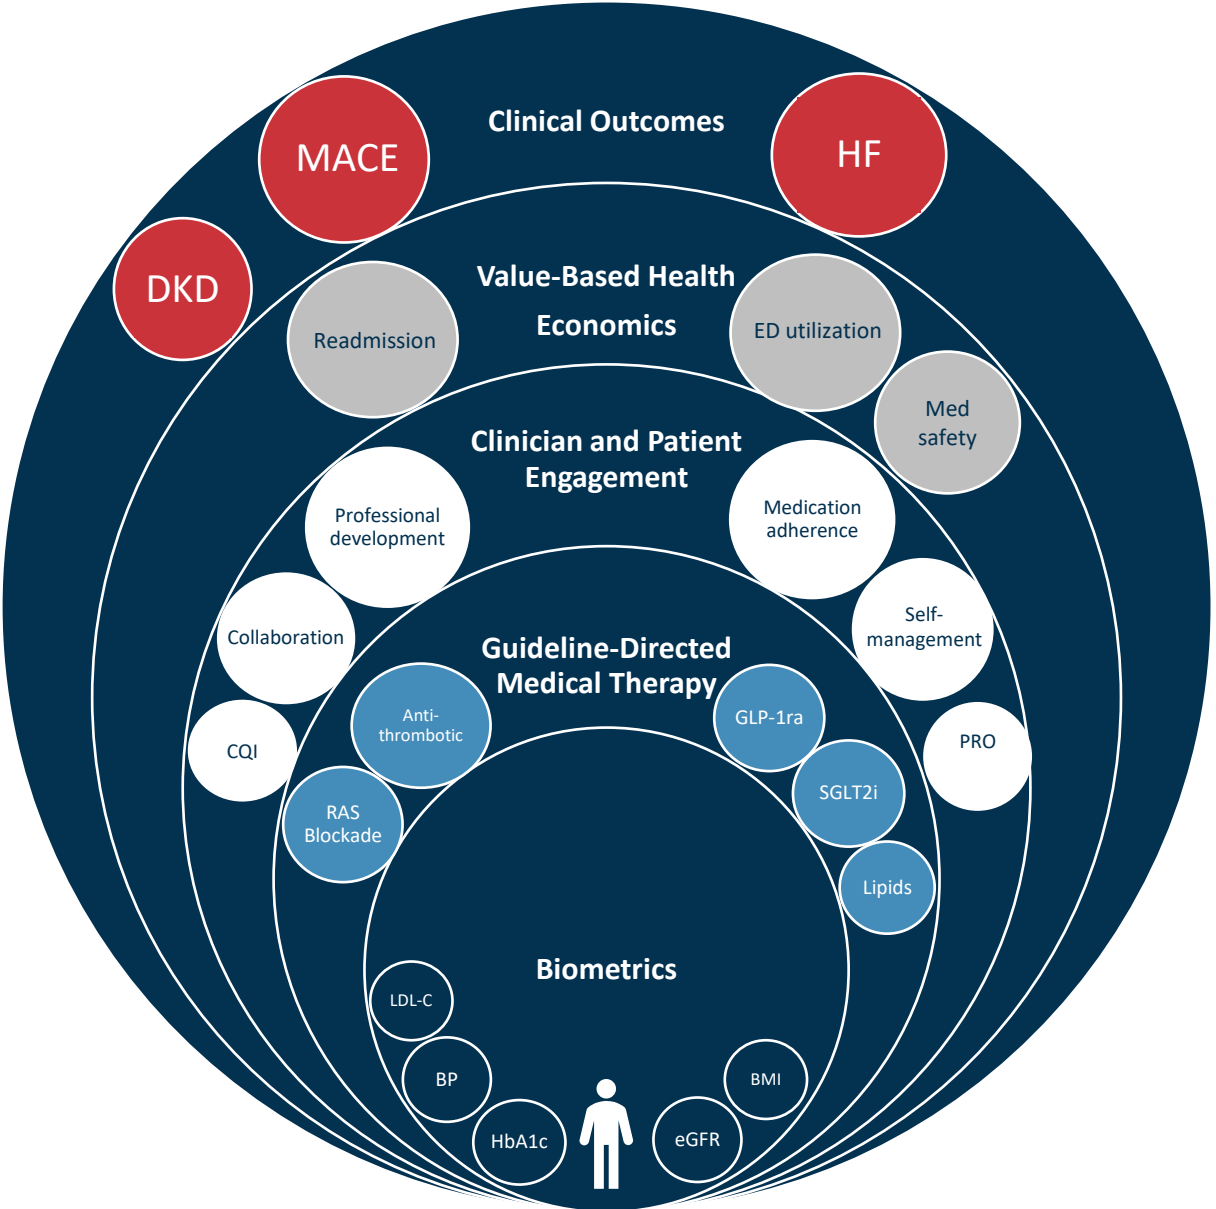 Clinical Outcomes
MACE
HF
DKD
Value-Based Health
Economics
Readmission
ED utilization
Med
safety
Clinician and Patient
Engagement
Professional
development
Medication
adherence
Collaboration
Self-
management
CQI
PRO
Guideline-Directed
Medical Therapy
Anti-
thrombotic
GLP-1ra
RAS
Blockade
SGLT2i
Lipids
Biometrics
LDL-C
BP
BMI
HbA1c
eGFR